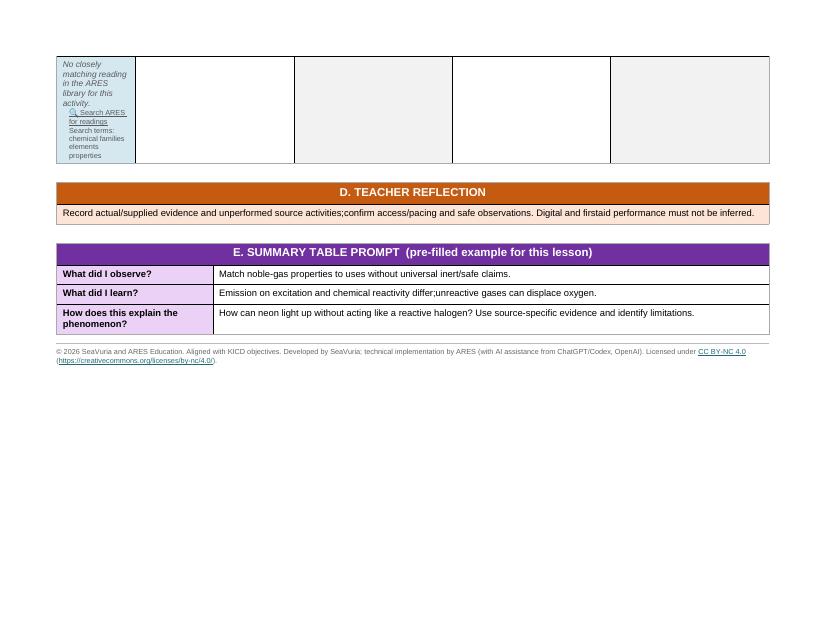 No closely
matching reading
in the ARES
library for this
activity.
🔍 Search ARES
for readings
Search terms:
chemical families
elements
properties
D. TEACHER REFLECTION
Record actual/supplied evidence and unperformed source activities;confirm access/pacing and safe observations. Digital and firstaid performance must not be inferred.
E. SUMMARY TABLE PROMPT  (pre-filled example for this lesson)
What did I observe?
Match noble-gas properties to uses without universal inert/safe claims.
What did I learn?
Emission on excitation and chemical reactivity differ;unreactive gases can displace oxygen.
How does this explain the
phenomenon?
How can neon light up without acting like a reactive halogen? Use source-specific evidence and identify limitations.
© 2026 SeaVuria and ARES Education. Aligned with KICD objectives. Developed by SeaVuria; technical implementation by ARES (with AI assistance from ChatGPT/Codex, OpenAI). Licensed under CC BY-NC 4.0
(https://creativecommons.org/licenses/by-nc/4.0/).